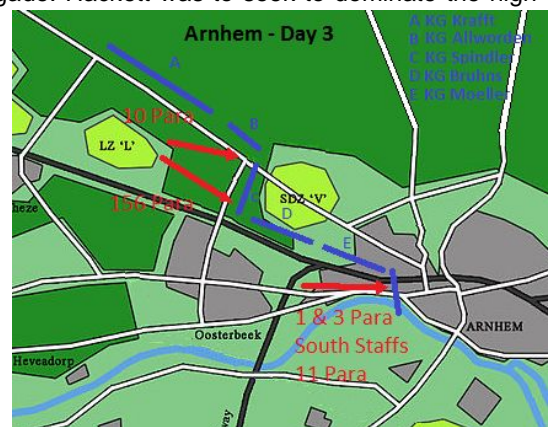 Arnhem - Day 3
A KG Krafft
B KG Allworden
C KG Spindler
D KG Bruhns
E KG Moeller
A
10 Para
B
LZ 'L'
156 Para
SDZ 'V'
C
D
E
1 & 3 Para
South Staffs
11 Para
Oosterbeek
ARNHEM
Heveadorp